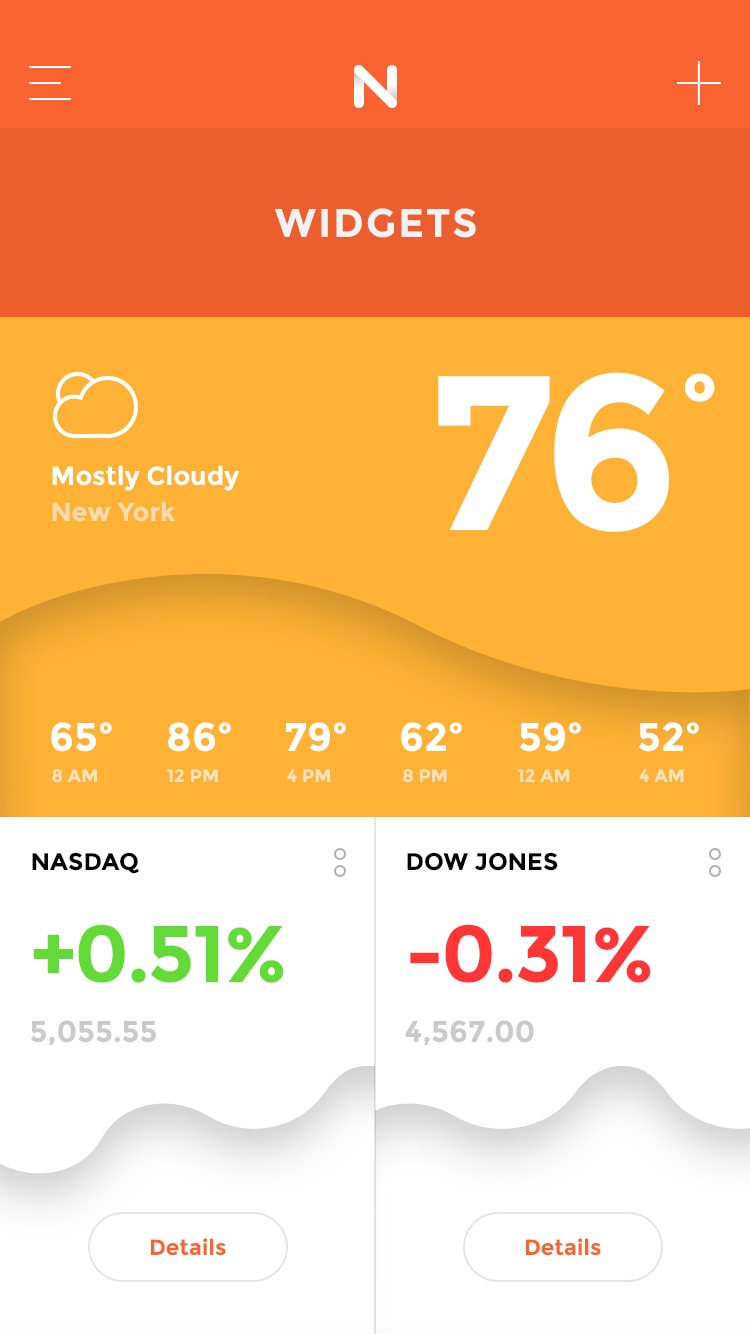 N
WIDGETS
76°
Mostly Cloudy
New York
65° 86° 79° 62° 59° 52°
8 AM 12 PM 4 PM 8 PM 12 AM 4 AM
NASDAQ
+0.51%
5,055.55
Details
DOW JONES
-0.31%
4,567.00
Details